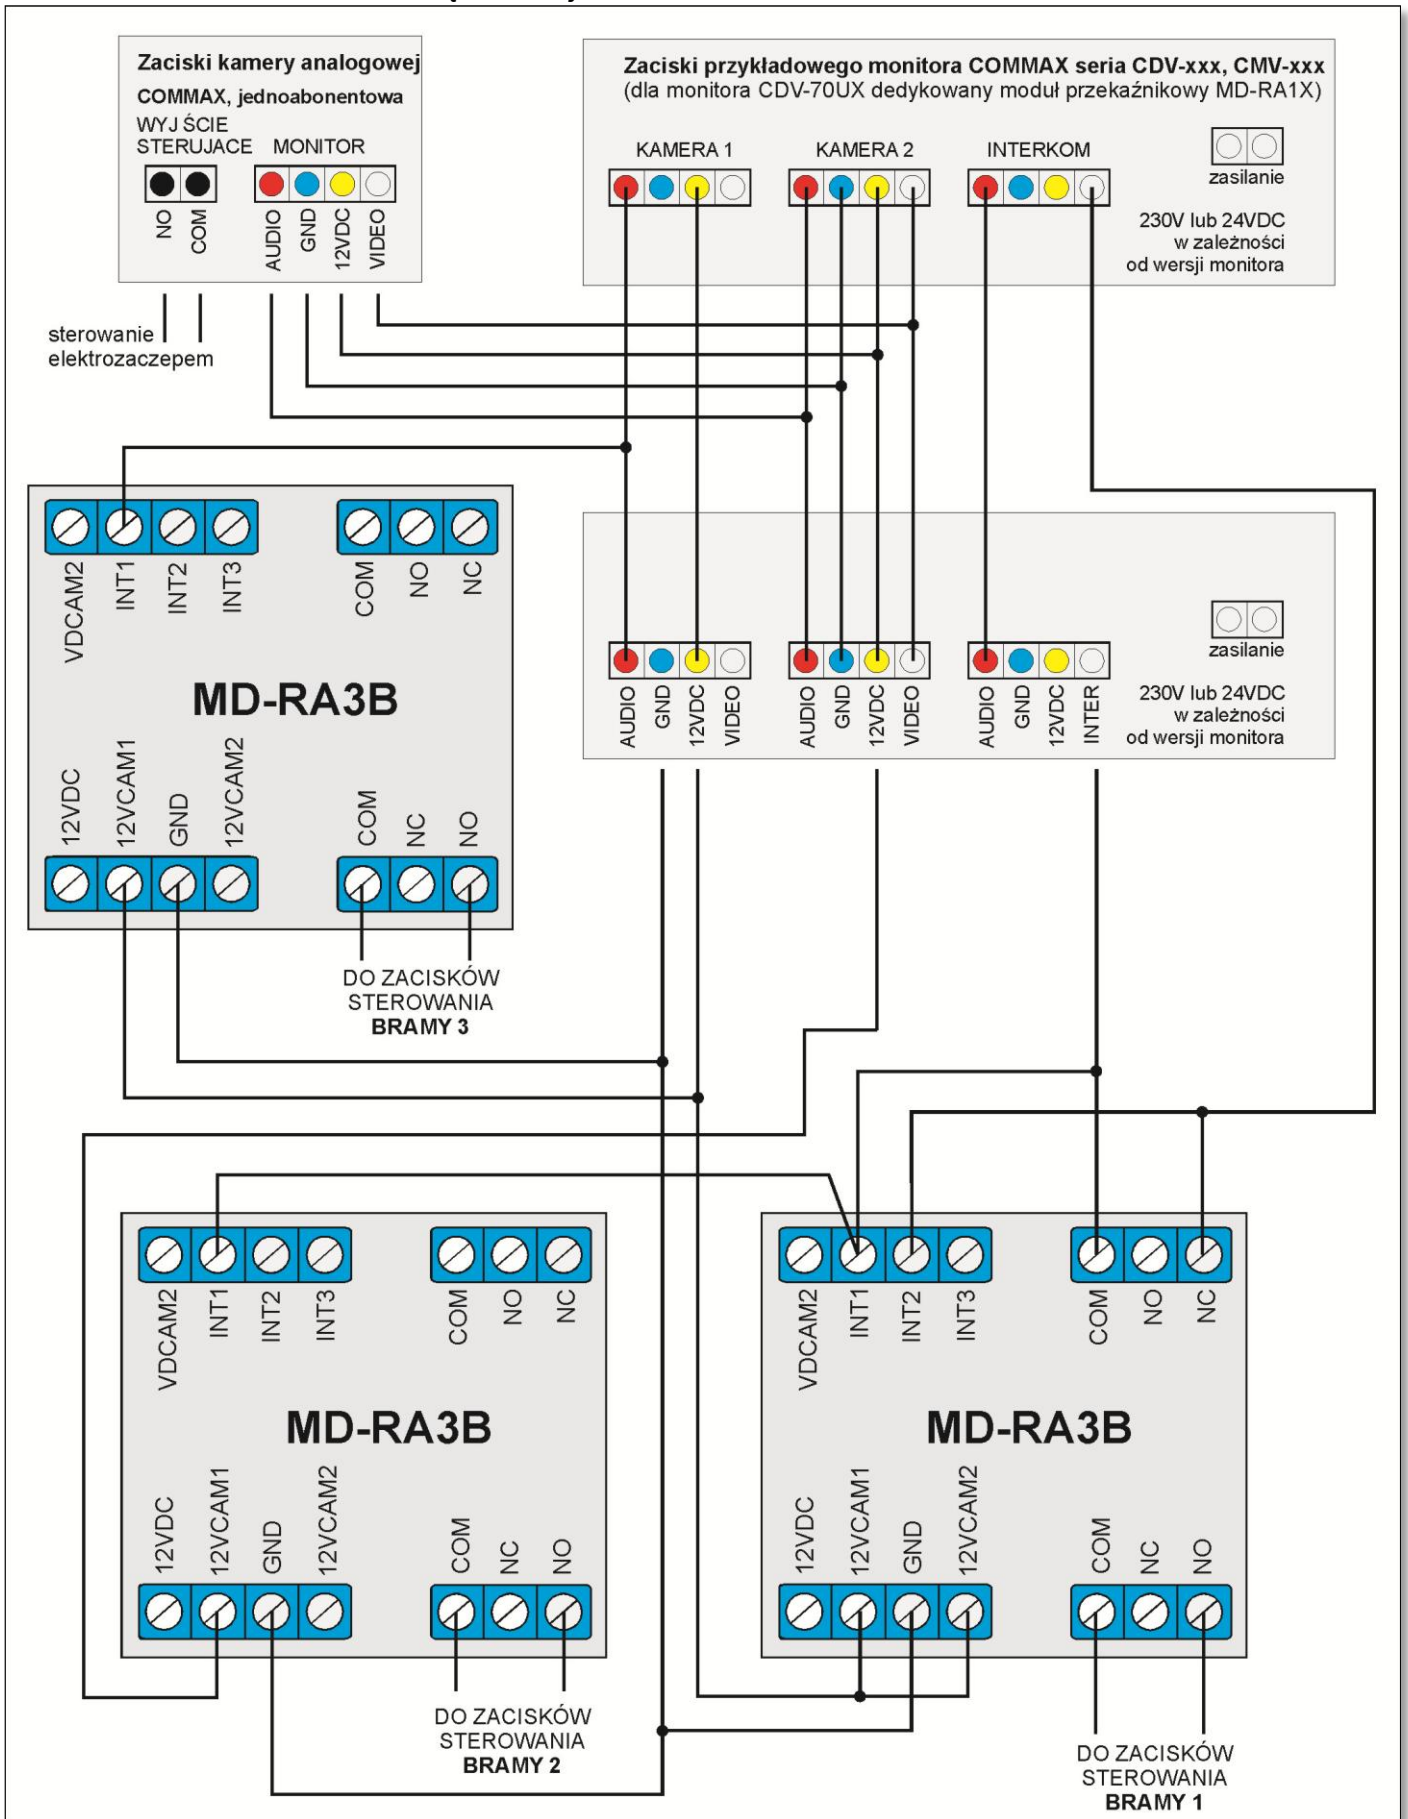 Zaciski kamery analogowej
COMMAX, jednoabonentowa
WYJ ŚCIE
STERUJACE
MONITOR
NO
COM
AUDIO
GND
12VDC
VIDEO
sterowanie
elektrozaczepem
Zaciski przykładowego monitora COMMAX seria CDV-xxx, CMV-xxx
(dla monitora CDV-70UX dedykowany moduł przekaźnikowy MD-RA1X)
KAMERA 1
KAMERA 2
INTERKOM
zasilanie
230V lub 24VDC
w zależności
od wersji monitora
zasilanie
AUDIO
GND
12VDC
VIDEO
AUDIO
GND
12VDC
VIDEO
AUDIO
GND
12VDC
INTER
230V lub 24VDC
w zależności
od wersji monitora
VDCAM2
INT1
INT2
INT3
COM
NO
NC
MD-RA3B
12VDC
12VCAM1
GND
12VCAM2
COM
NC
NO
DO ZACISKÓW
STEROWANIA
BRAMY 3
VDCAM2
INT1
INT2
INT3
COM
NO
NC
MD-RA3B
12VDC
12VCAM1
GND
12VCAM2
COM
NC
NO
DO ZACISKÓW
STEROWANIA
BRAMY 2
VDCAM2
INT1
INT2
INT3
COM
NO
NC
MD-RA3B
12VDC
12VCAM1
GND
12VCAM2
COM
NC
NO
DO ZACISKÓW
STEROWANIA
BRAMY 1